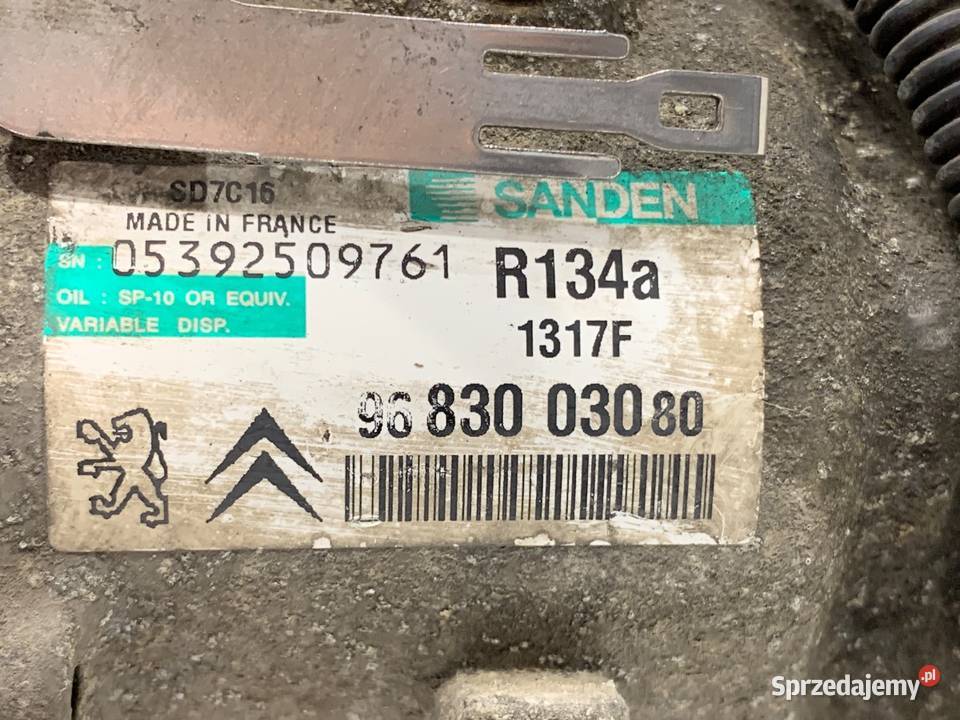 SD7C16
SANDEN
MADE IN FRANCE
SN : 05392509761
R134a
OIL : SP-10 OR EQUIV.
VARIABLE DISP.
1317F
96 830 030 80
Sprzedajemy.pl